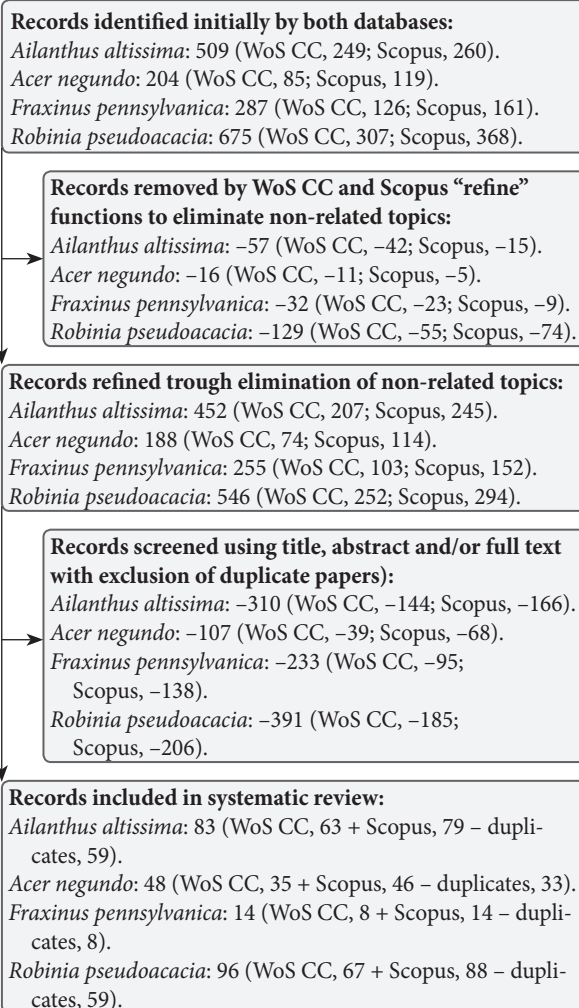 Records identified initially by both databases:
Ailanthus altissima: 509 (WoS CC, 249; Scopus, 260).
Acer negundo: 204 (WoS CC, 85; Scopus, 119).
Fraxinus pennsylvanica: 287 (WoS CC, 126; Scopus, 161).
Robinia pseudoacacia: 675 (WoS CC, 307; Scopus, 368).
Records removed by WoS CC and Scopus “refine”
functions to eliminate non-related topics:
Ailanthus altissima: –57 (WoS CC, –42; Scopus, –15).
Acer negundo: –16 (WoS CC, –11; Scopus, –5).
Fraxinus pennsylvanica: –32 (WoS CC, –23; Scopus, –9).
Robinia pseudoacacia: –129 (WoS CC, –55; Scopus, –74).
Records refined trough elimination of non-related topics:
Ailanthus altissima: 452 (WoS CC, 207; Scopus, 245).
Acer negundo: 188 (WoS CC, 74; Scopus, 114).
Fraxinus pennsylvanica: 255 (WoS CC, 103; Scopus, 152).
Robinia pseudoacacia: 546 (WoS CC, 252; Scopus, 294).
Records screened using title, abstract and/or full text
with exclusion of duplicate papers):
Ailanthus altissima: –310 (WoS CC, –144; Scopus, –166).
Acer negundo: –107 (WoS CC, –39; Scopus, –68).
Fraxinus pennsylvanica: –233 (WoS CC, –95;
Scopus, –138).
Robinia pseudoacacia: –391 (WoS CC, –185;
Scopus, –206).
Records included in systematic review:
Ailanthus altissima: 83 (WoS CC, 63 + Scopus, 79 – dupli-
cates, 59).
Acer negundo: 48 (WoS CC, 35 + Scopus, 46 – duplicates, 33).
Fraxinus pennsylvanica: 14 (WoS CC, 8 + Scopus, 14 – dupli-
cates, 8).
Robinia pseudoacacia: 96 (WoS CC, 67 + Scopus, 88 – dupli-
cates, 59).